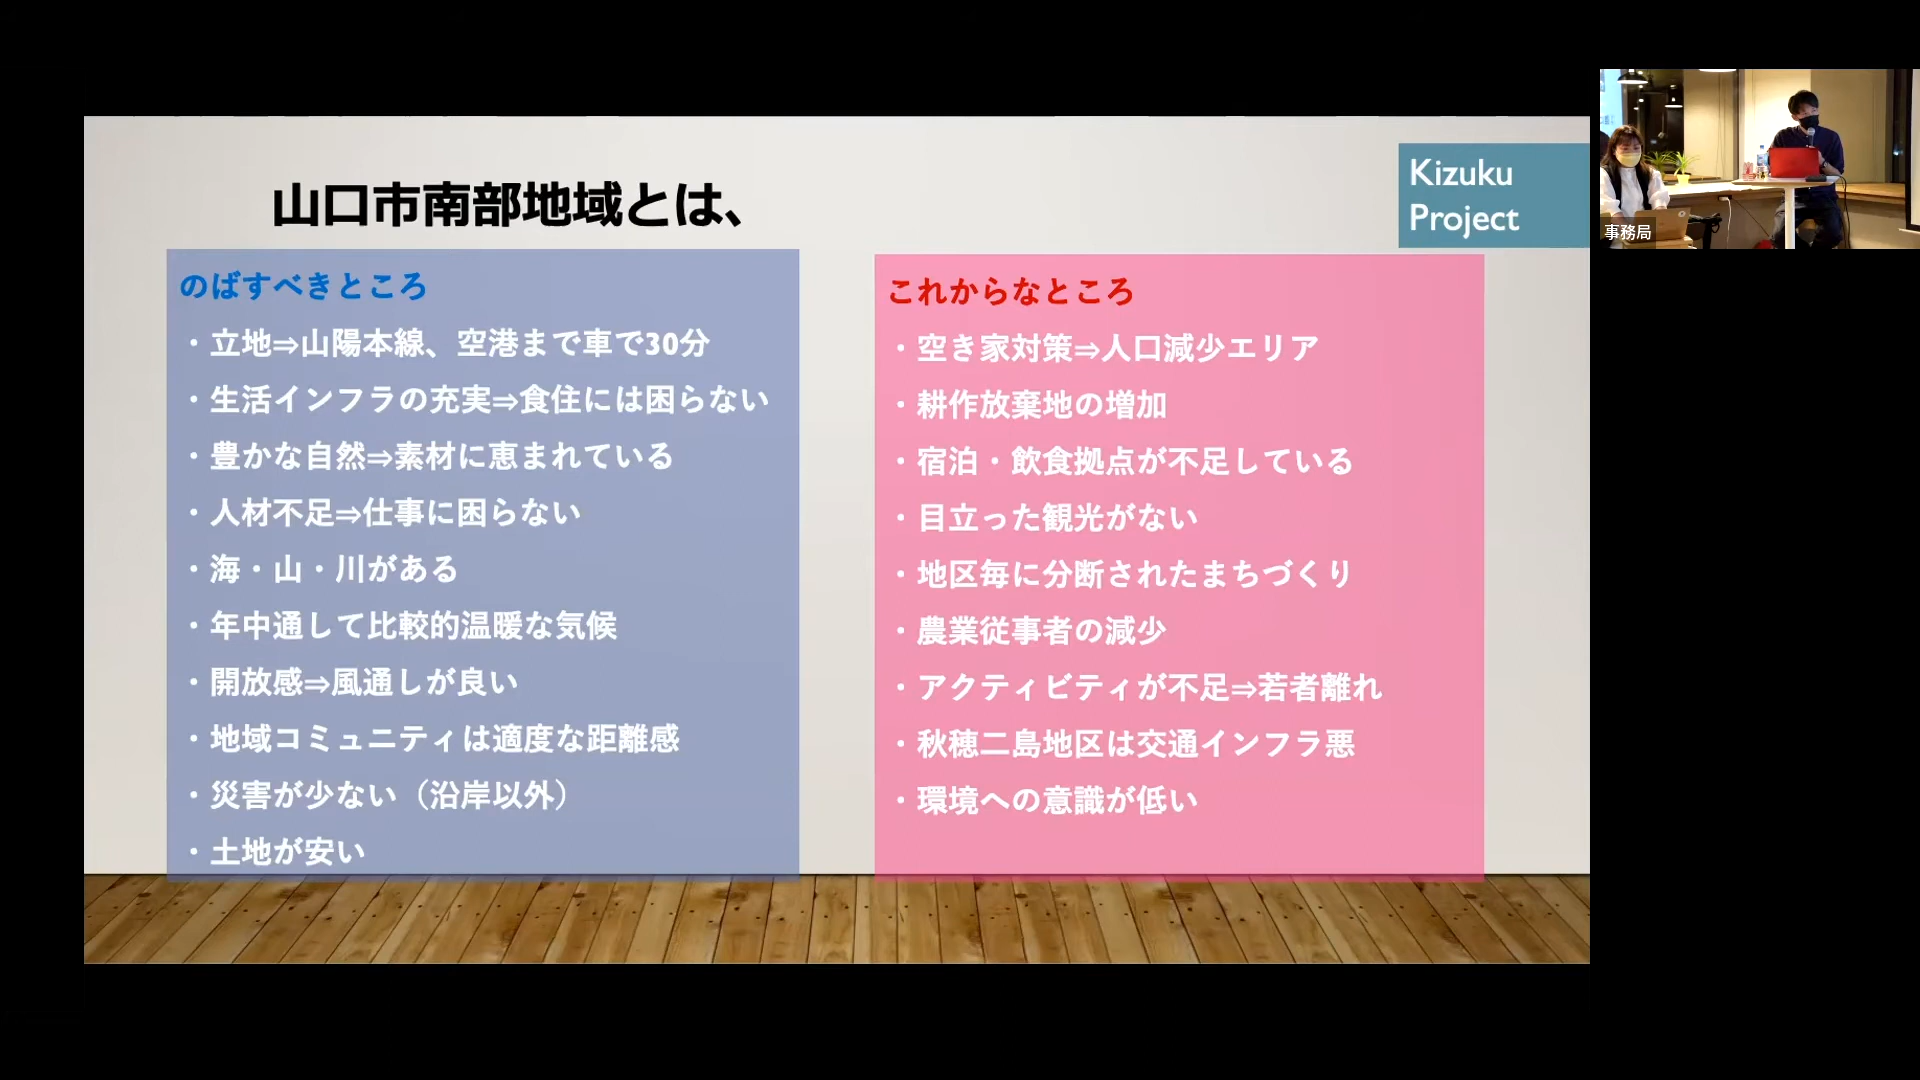 山口市南部地域とは、
Kizuku
Project
のばすべきところ
・立地⇒山陽本線、空港まで車で30分
・生活インフラの充実⇒食住には困らない
・豊かな自然⇒素材に恵まれている
・人材不足⇒仕事に困らない
・海・山・川がある
・年中通して比較的温暖な気候
・開放感⇒風通しが良い
・地域コミュニティは適度な距離感
・災害が少ない（沿岸以外）
・土地が安い
これからなところ
・空き家対策⇒人口減少エリア
・耕作放棄地の増加
・宿泊・飲食拠点が不足している
・目立った観光がない
・地区毎に分断されたまちづくり
・農業従事者の減少
・アクティビティが不足⇒若者離れ
・秋穂二島地区は交通インフラ悪
・環境への意識が低い
事務局